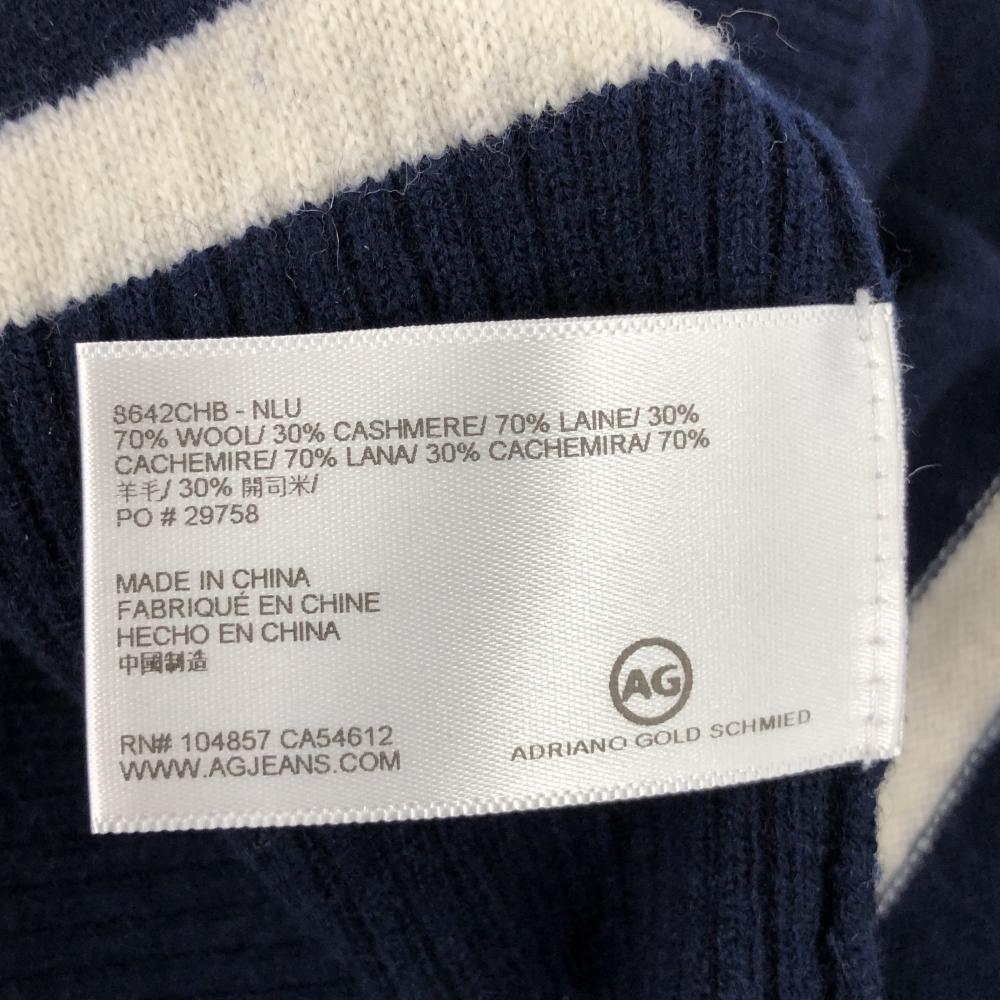 8642CHB - NLU
70% WOOL/ 30% CASHMERE/ 70% LAINE/ 30%
CACHEMIRE/ 70% LANA/ 30% CACHEMIRA/ 70%
羊毛/ 30% 開司米/
PO # 29758
MADE IN CHINA
FABRIQUÉ EN CHINE
HECHO EN CHINA
中國制造
RN# 104857 CA54612
WWW.AGJEANS.COM
AG
ADRIANO GOLD SCHMIED